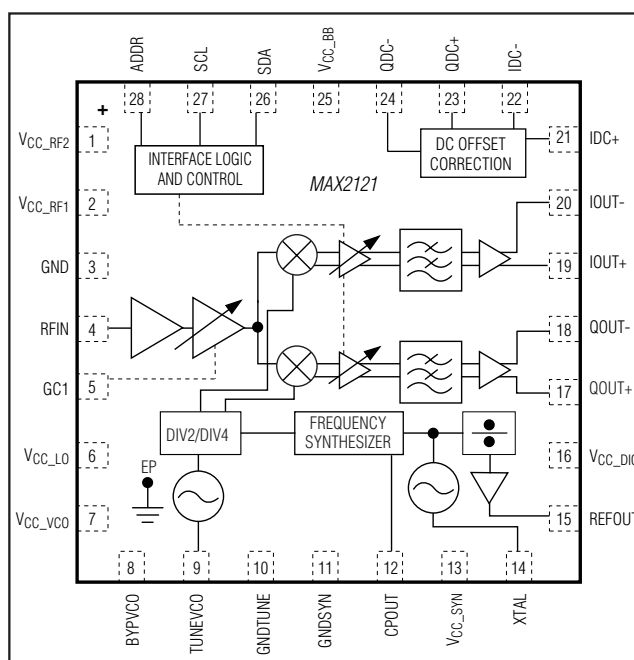 ADDR
SCL
SDA
VCC_BB
QDC-
QDC+
IDC-
28
27
26
25
24
23
22
+
VCC_RF2
1
INTERFACE LOGIC
AND CONTROL
MAX2121
DC OFFSET
CORRECTION
21
IDC+
VCC_RF1
2
20
IOUT-
GND
3
19
IOUT+
RFIN
4
18
QOUT-
GC1
5
17
QOUT+
DIV2/DIV4
FREQUENCY
SYNTHESIZER
VCC_LO
6
16
VCC_DIG
EP
VCC_VCO
7
15
REFOUT
8
9
10
11
12
13
14
BYPVCO
TUNEVCO
GNDTUNE
GNDSYN
CPOUT
VCC_SYN
XTAL